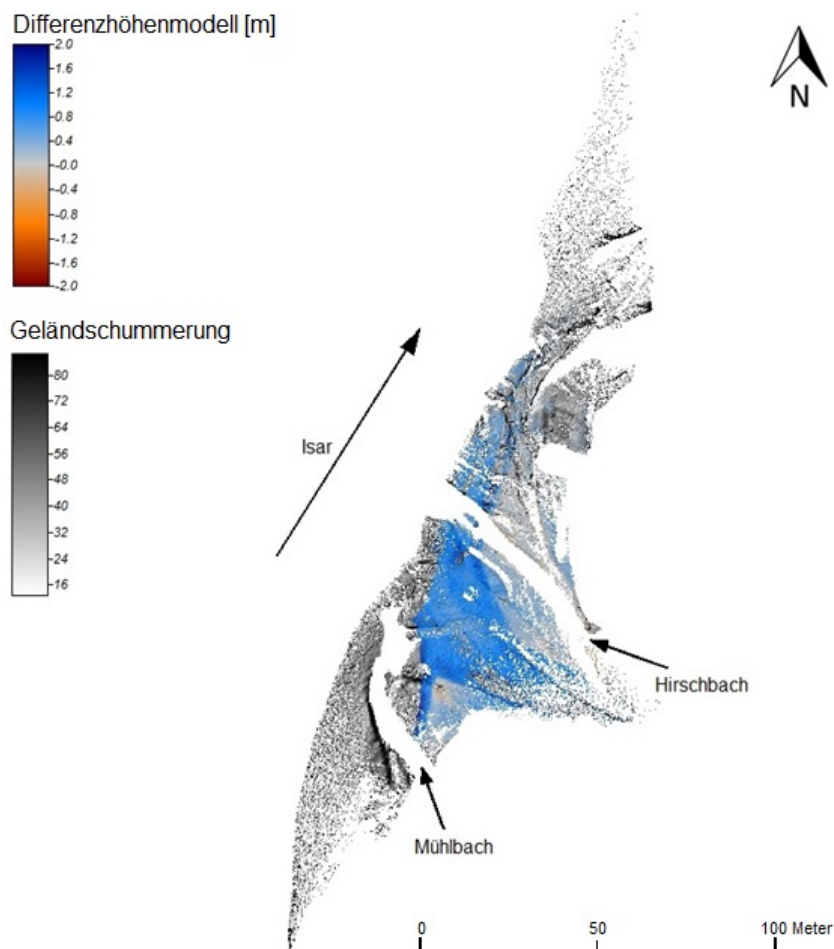 Differenzhöhenmodell [m]
2.0
1.6
1.2
0.8
0.4
-0.0
-0.4
-0.8
-1.2
-1.6
-2.0
N
Geländschummerung
80
72
64
56
48
40
32
24
16
Isar
Hirschbach
Mühlbach
0 50 100 Meter